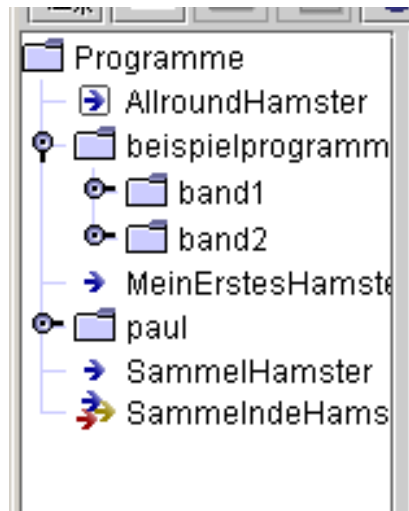 Programme
AllroundHamster
beispielprogramm
band1
band2
MeinErstesHamste
paul
SammelHamster
SammelndeHams